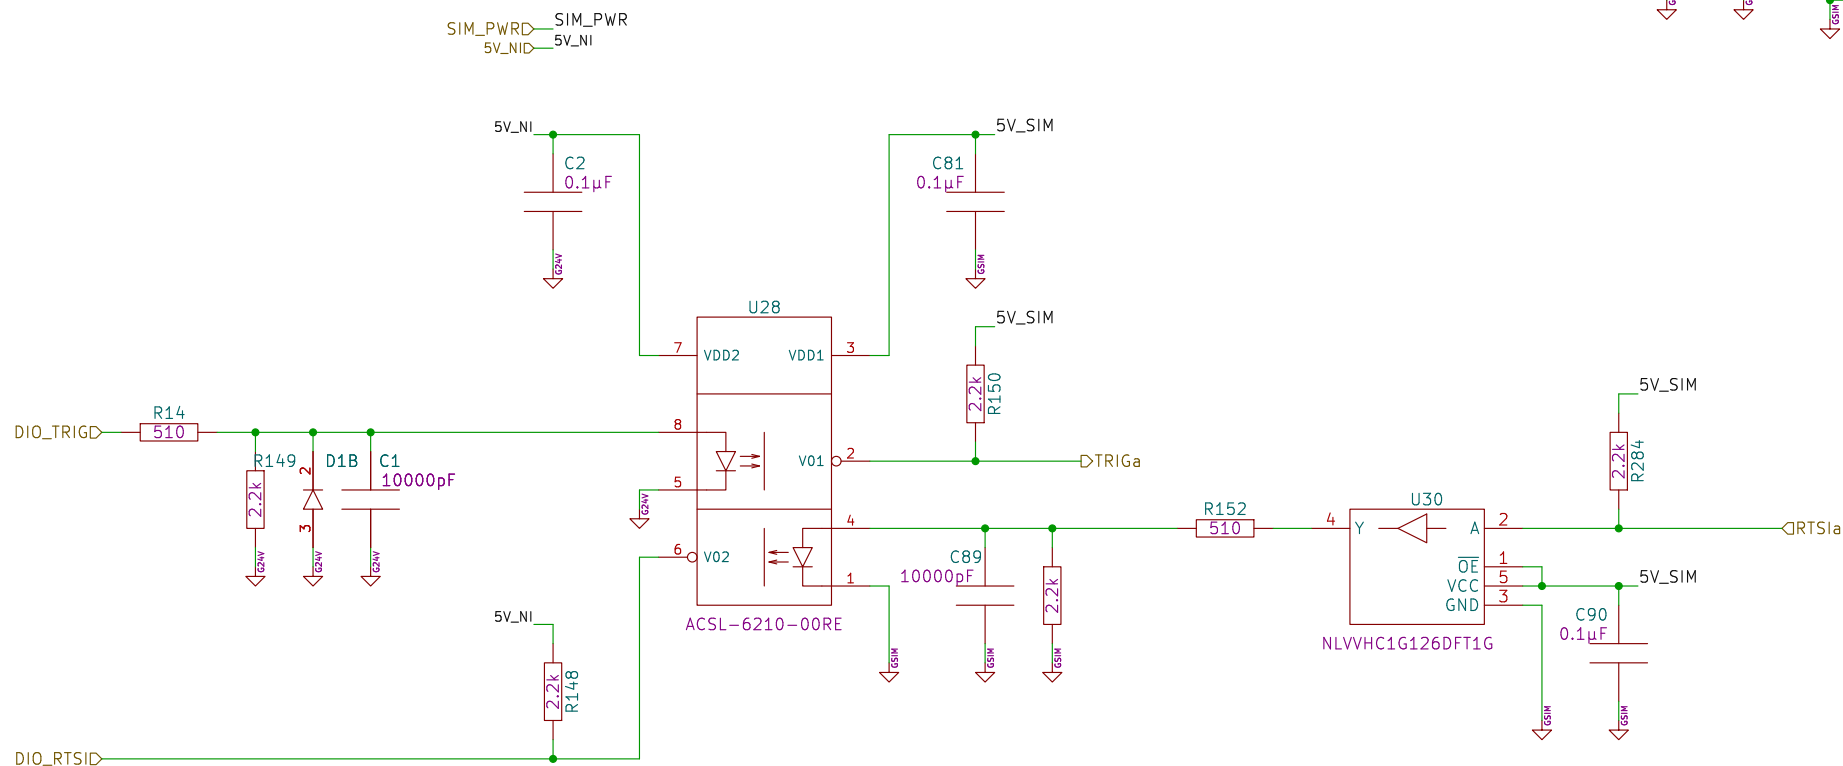 SIM_PWR
SIM_PWR
5V_NI
5V_NI
GSIM
5V_NI
5V_SIM
C2
0.1µF
C81
0.1µF
G24V
GSIM
U28
5V_SIM
7
VDD2
VDD1
3
2.2k
R150
5V_SIM
R14
DIO_TRIG
510
8
R149
D1B
C1
2
10000pF
2.2k
3
V01
2
TRIGa
2.2k
R284
5
G24V
G24V
G24V
G24V
4
R152
510
U30
4
Y
A
2
RTSIa
6
V02
C89
10000pF
2.2k
1
OE
1
VCC
5
5V_SIM
GND
3
C90
0.1µF
5V_NI
ACSL-6210-00RE
NLVVHC1G126DFT1G
GSIM
GSIM
GSIM
2.2k
R148
GSIM
GSIM
DIO_RTSI